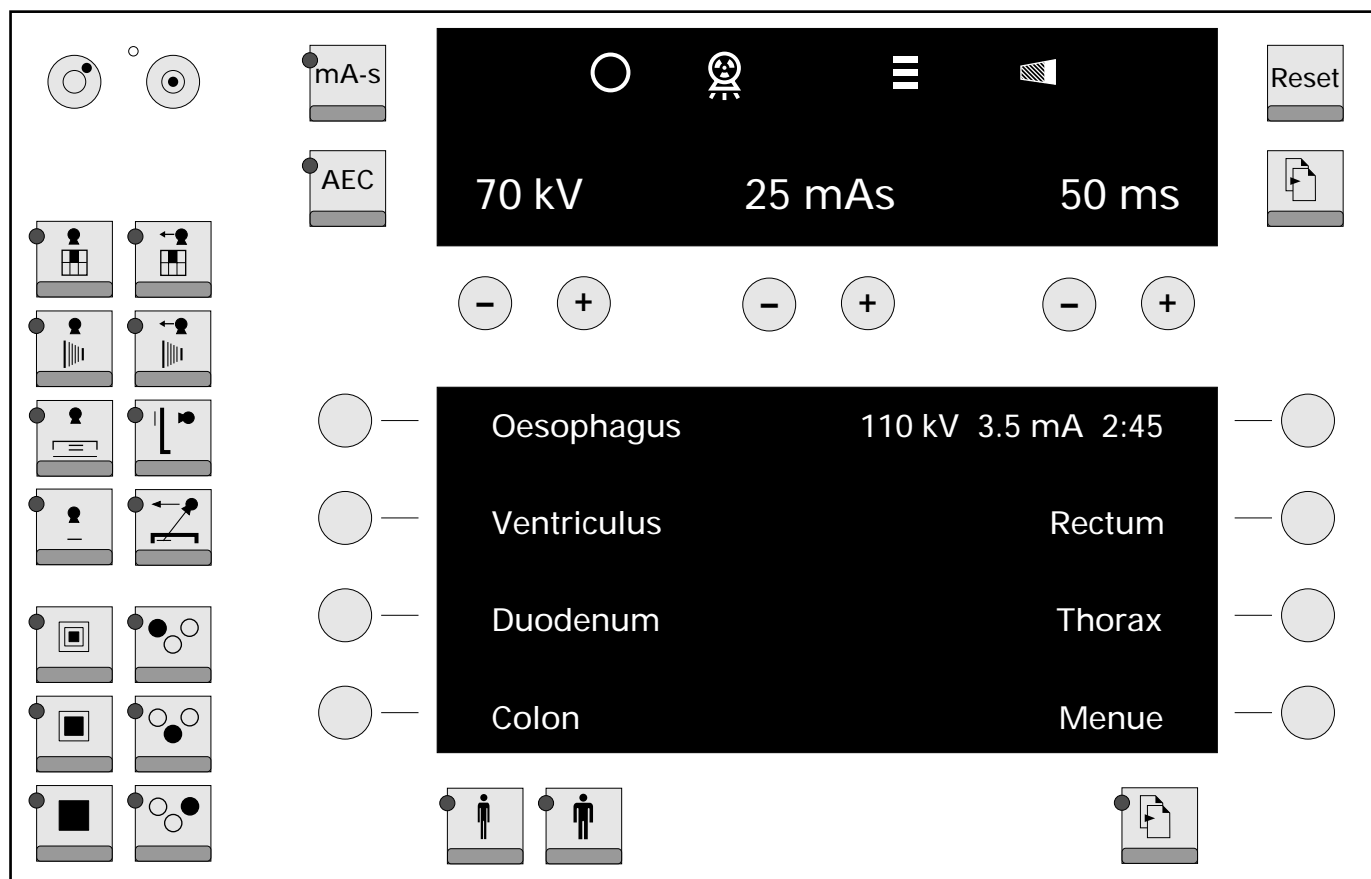 mA-s
Reset
AEC
70 kV 25 mAs 50 ms
– + – + – +
Oesophagus 110 kV 3.5 mA 2:45
Ventriculus Rectum
Duodenum Thorax
Colon Menue